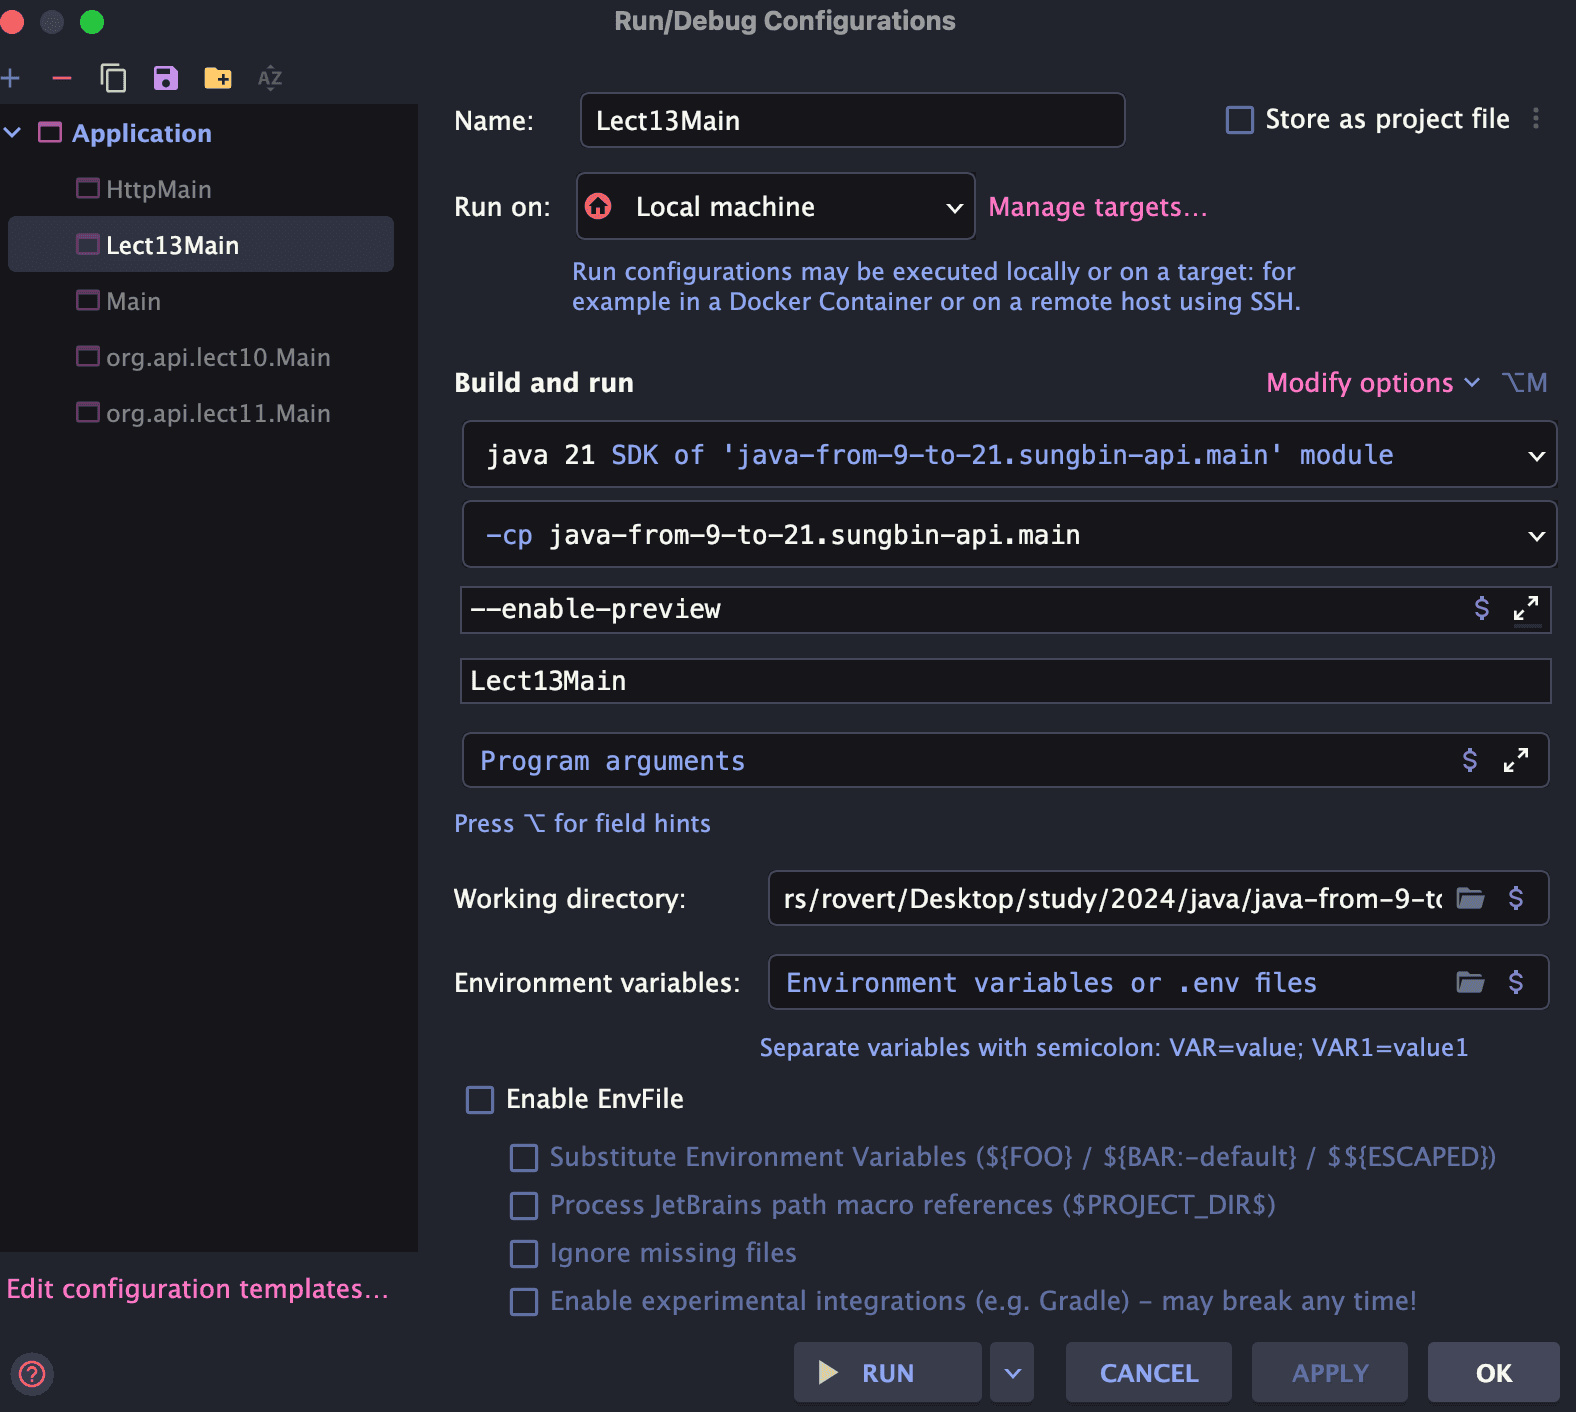 Run/Debug Configurations
AZ
Application
HttpMain
Lect13Main
Main
org.api.lect10.Main
org.api.lect11.Main
Edit configuration templates...
Name:
Lect13Main
Store as project file
Run on:
Local machine
Manage targets...
Run configurations may be executed locally or on a target: for
example in a Docker Container or on a remote host using SSH.
Build and run
Modify options
⌥M
java 21 SDK of 'java-from-9-to-21.sungbin-api.main' module
-cp java-from-9-to-21.sungbin-api.main
--enable-preview
Lect13Main
Program arguments
Press ⌥ for field hints
Working directory:
rs/rovert/Desktop/study/2024/java/java-from-9-to
Environment variables:
Environment variables or .env files
Separate variables with semicolon: VAR=value; VAR1=value1
Enable EnvFile
Substitute Environment Variables (${FOO} / ${BAR:-default} / $${ESCAPED})
Process JetBrains path macro references ($PROJECT_DIR$)
Ignore missing files
Enable experimental integrations (e.g. Gradle) - may break any time!
RUN
CANCEL
APPLY
OK